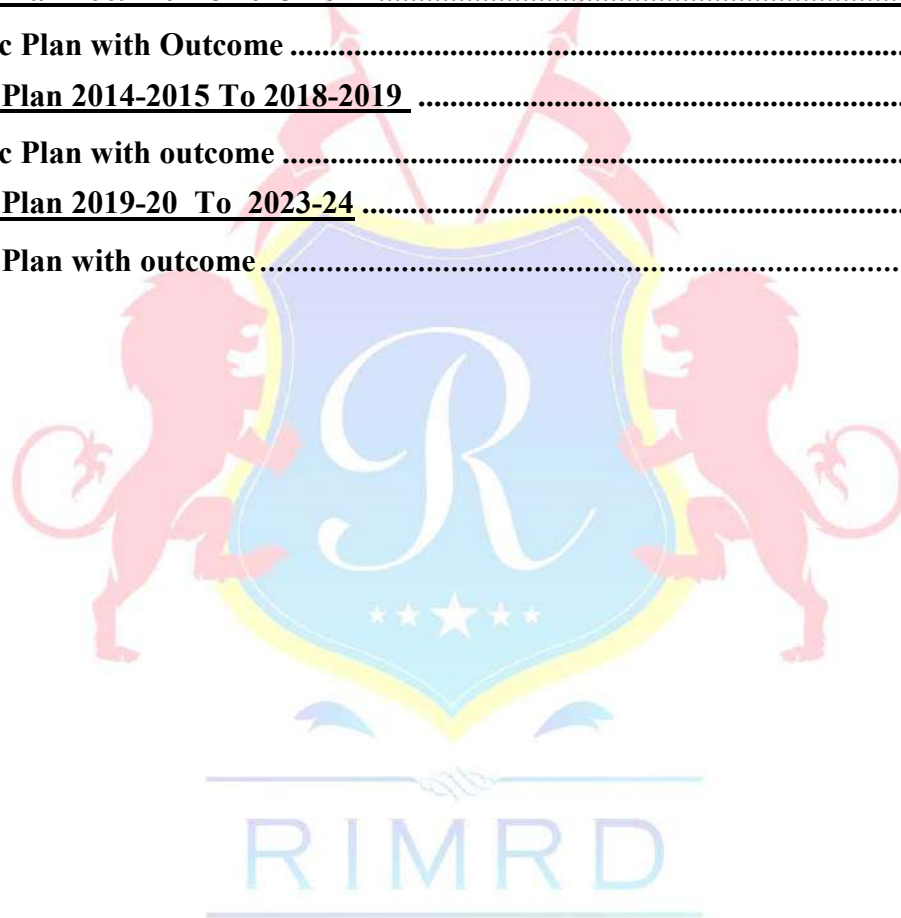 c Plan with Outcome ........................................................................................
Plan 2014-2015 To 2018-2019 ......................................................................
c Plan with outcome ..........................................................................................
Plan 2019-20 To 2023-24 ..............................................................................
Plan with outcome ............................................................................................
R
RIMRD